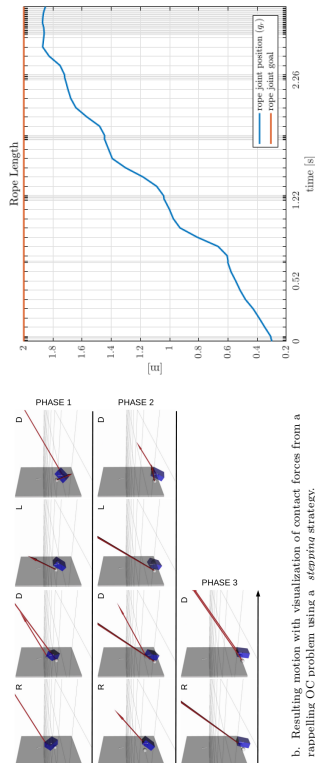 R
D
L
D
PHASE 1
R
D
L
D
PHASE 2
R
D
PHASE 3
b. Resulting motion with visualization of contact forces from a
rappelling OC problem using a stepping strategy.
Rope Length
2
1.8
1.6
1.4
1.2
1
0.8
0.6
0.4
0.2
[m]
0
0.52
1.22
2.26
time [s]
rope joint position (q_r)
rope joint goal